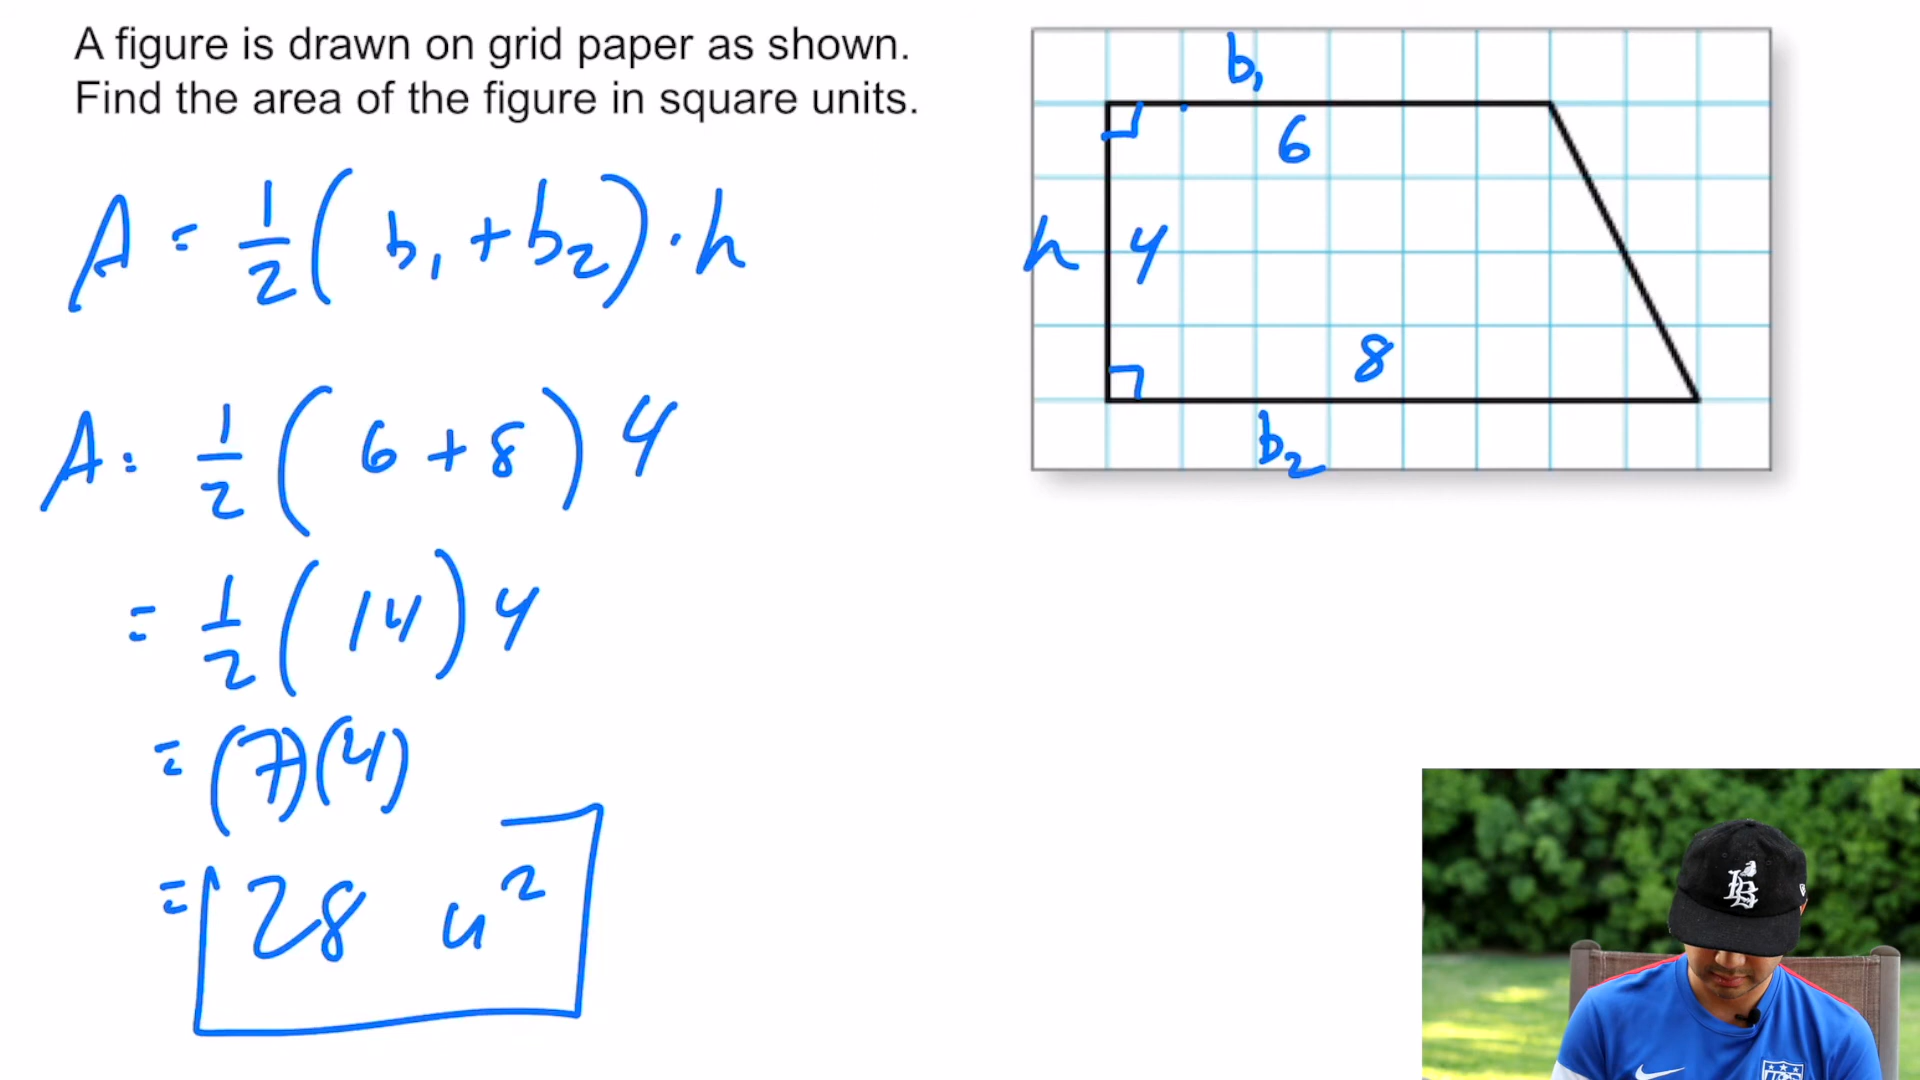 A figure is drawn on grid paper as shown.
Find the area of the figure in square units.
A = 1/2 ( b₁ + b₂ ) · h
A = 1/2 ( 6 + 8 ) 4
= 1/2 ( 14 ) 4
= (7)(4)
= 28 u²
b₁
6
h 4
8
b₂
LB